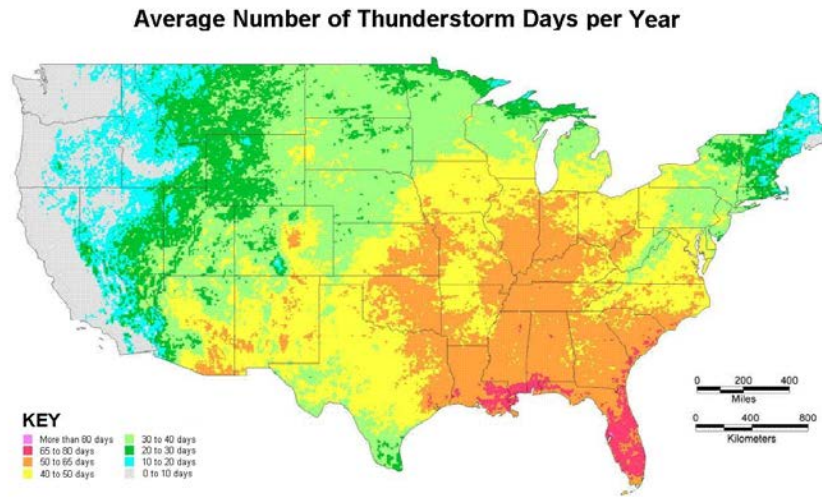 Average Number of Thunderstorm Days per Year
KEY
More than 80 days
65 to 80 days
50 to 65 days
40 to 50 days
30 to 40 days
20 to 30 days
10 to 20 days
0 to 10 days
0 200 400
Miles
0 400 800
Kilometers